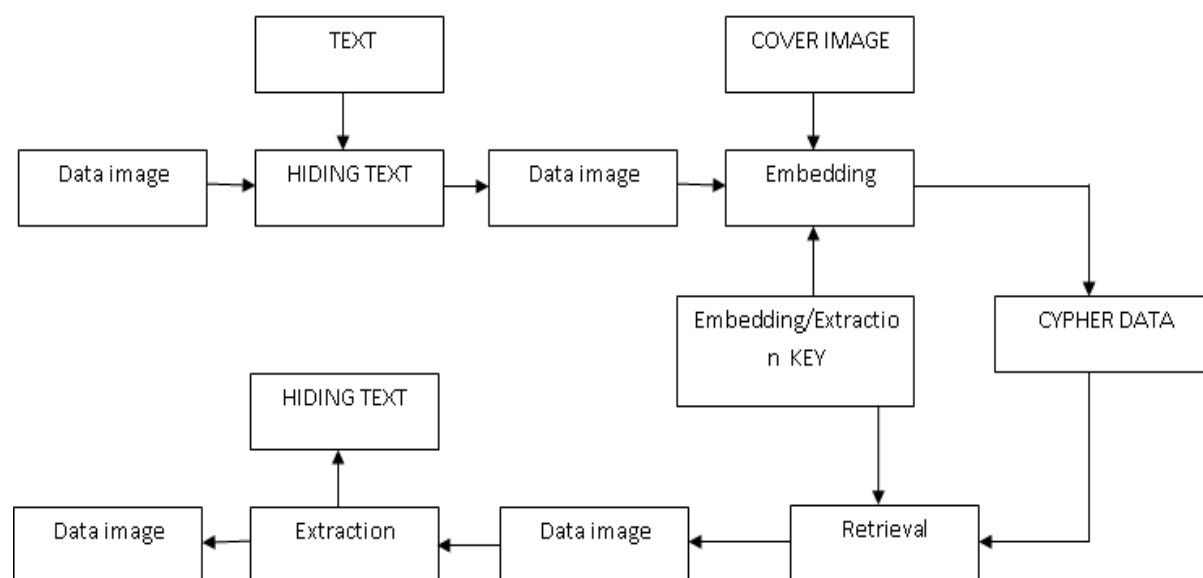 TEXT
COVER IMAGE
Data image
HIDING TEXT
Data image
Embedding
Embedding/Extractio
n KEY
CYPHER DATA
HIDING TEXT
Data image
Extraction
Data image
Retrieval